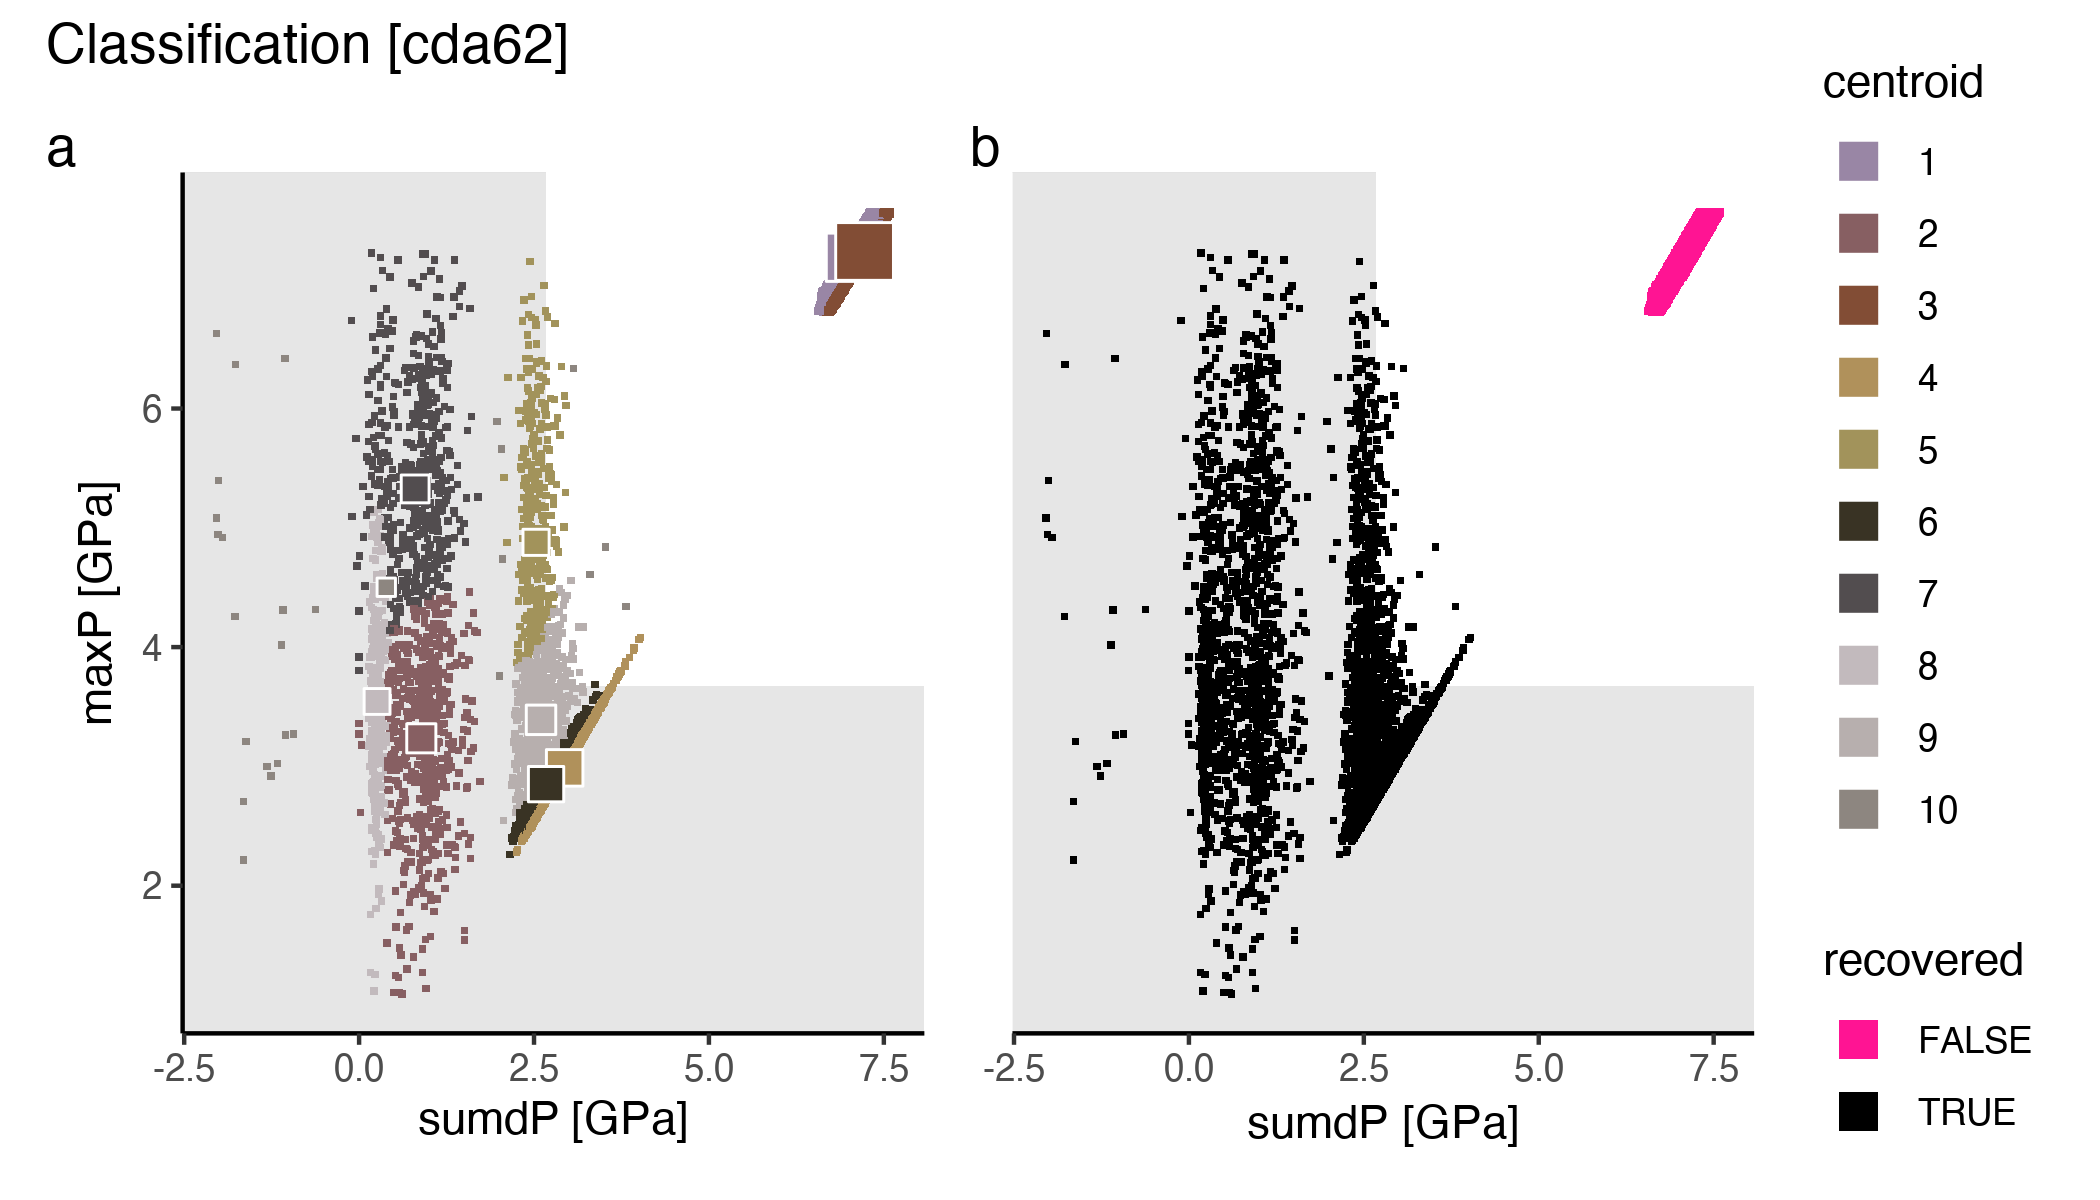 Classification [cda62]
a
b
maxP [GPa]
6
4
2
-2.5 0.0 2.5 5.0 7.5
sumdP [GPa]
-2.5 0.0 2.5 5.0 7.5
sumdP [GPa]
centroid
1
2
3
4
5
6
7
8
9
10
recovered
FALSE
TRUE